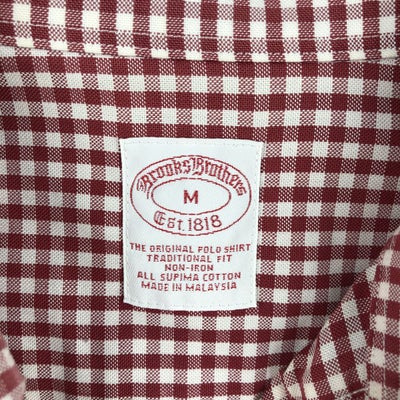 Brooks Brothers
M
Est. 1818
THE ORIGINAL POLO SHIRT
TRADITIONAL FIT
NON-IRON
ALL SUPIMA COTTON
MADE IN MALAYSIA